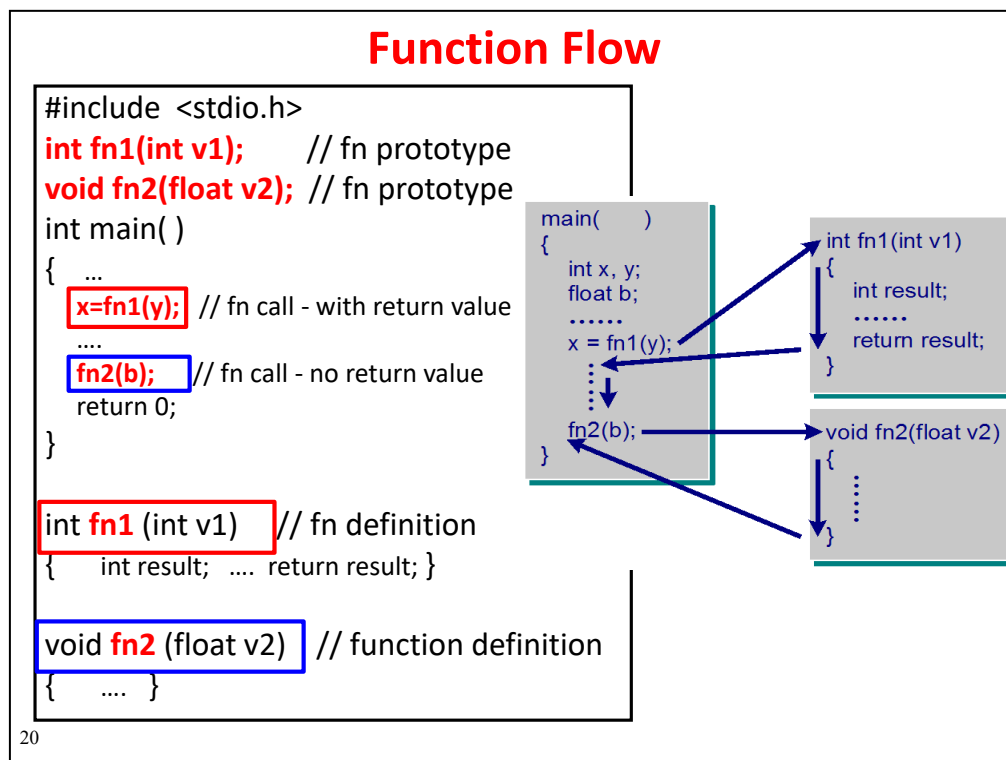 Function Flow
#include <stdio.h>
int fn1(int v1); // fn prototype
void fn2(float v2); // fn prototype
int main( )
{ …
x=fn1(y); // fn call - with return value
….
fn2(b); // fn call - no return value
return 0;
}
int fn1 (int v1) // fn definition
{ int result; …. return result; }
void fn2 (float v2) // function definition
{ …. }
main( )
{
int x, y;
float b;
......
x = fn1(y);
fn2(b);
}
int fn1(int v1)
{
int result;
......
return result;
}
void fn2(float v2)
{
}
20